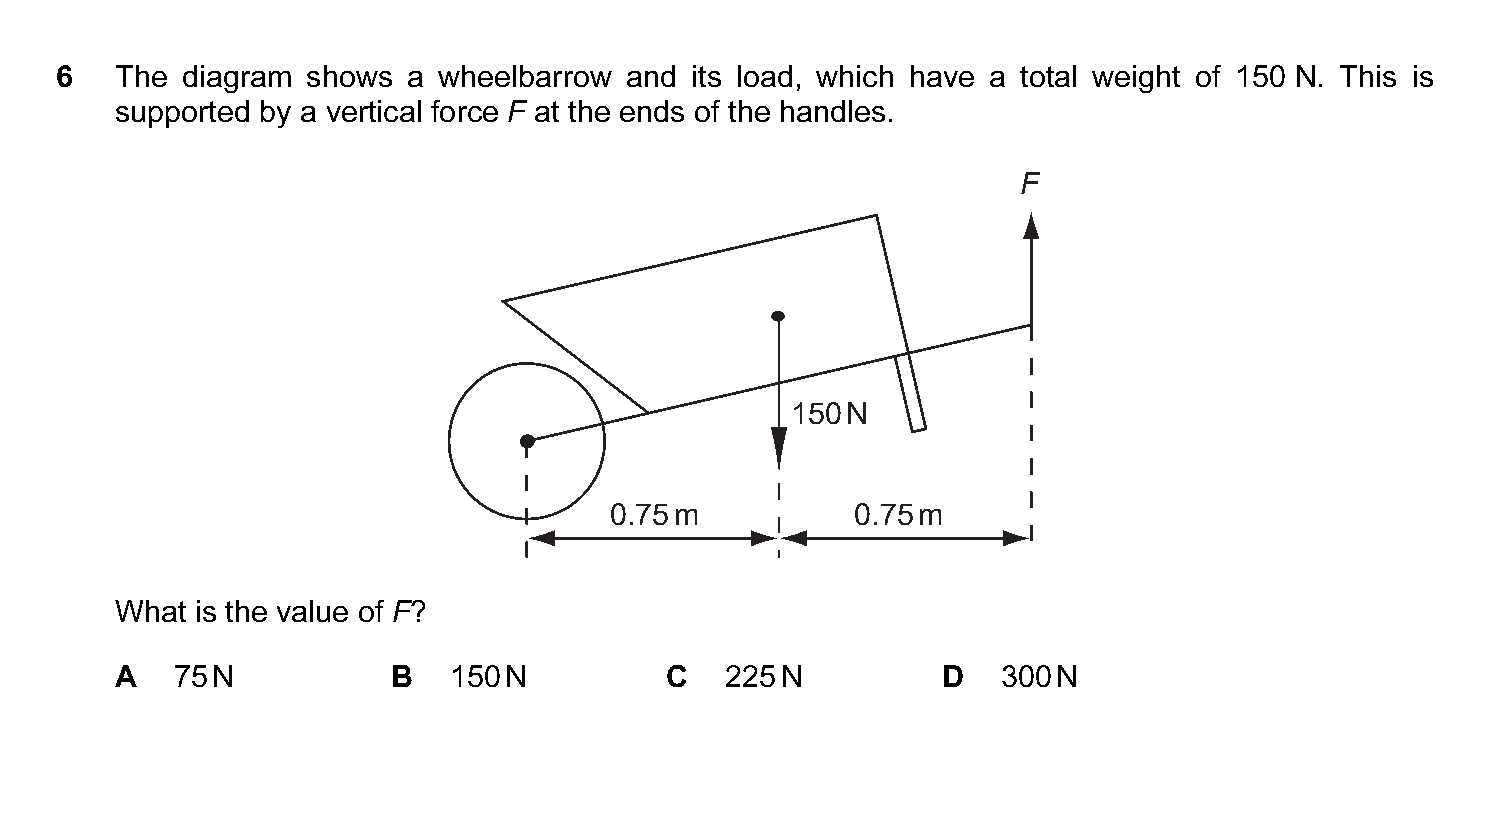 6 The diagram shows a wheelbarrow and its load, which have a total weight of 150 N. This is
supported by a vertical force F at the ends of the handles.
F
150 N
0.75 m 0.75 m
What is the value of F?
A 75 N B 150 N C 225 N D 300 N